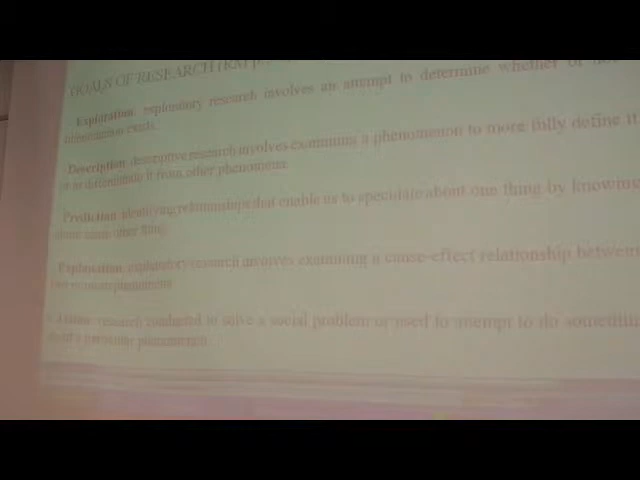 GOALS OF RESEARCH
Exploration: exploratory research involves an attempt to determine whether or not
phenomenon exists.
Description: descriptive research involves examining a phenomenon to more fully define it
or to differentiate it from other phenomena
Prediction: identifying relationships that enable us to speculate about one thing by knowing
about some other thing.
Explanation: explanatory research involves examining a cause-effect relationship between
two or more phenomena
Action: research conducted to solve a social problem or used to attempt to do something
about a particular phenomenon